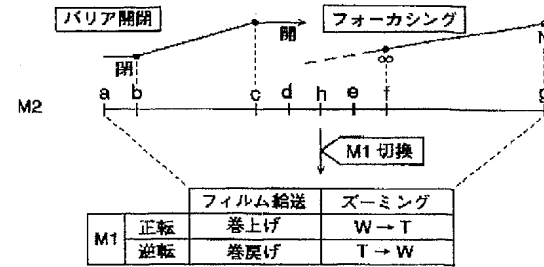 バリア開閉
開
フォーカシング
N
閉
∞
a b c d h e f g
M2
M1 切換
フィルム給送 ズーミング
M1 正転 巻上げ W→T
逆転 巻戻げ T→W